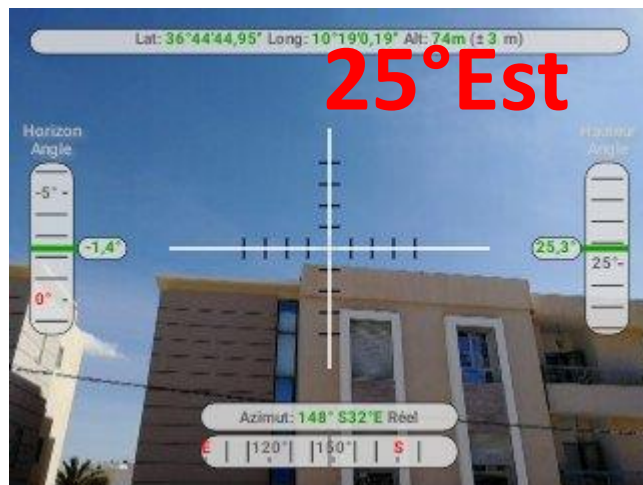 Lat: 36°44'44,95" Long: 10°19'0,19" Alt: 74m (± 3 m)
25°Est
Horizon
Angle
Hauteur
Angle
-5°
-1,4°
0°
25,3°
25°
Azimut: 148° S32°E Réel
E 120° 150° S